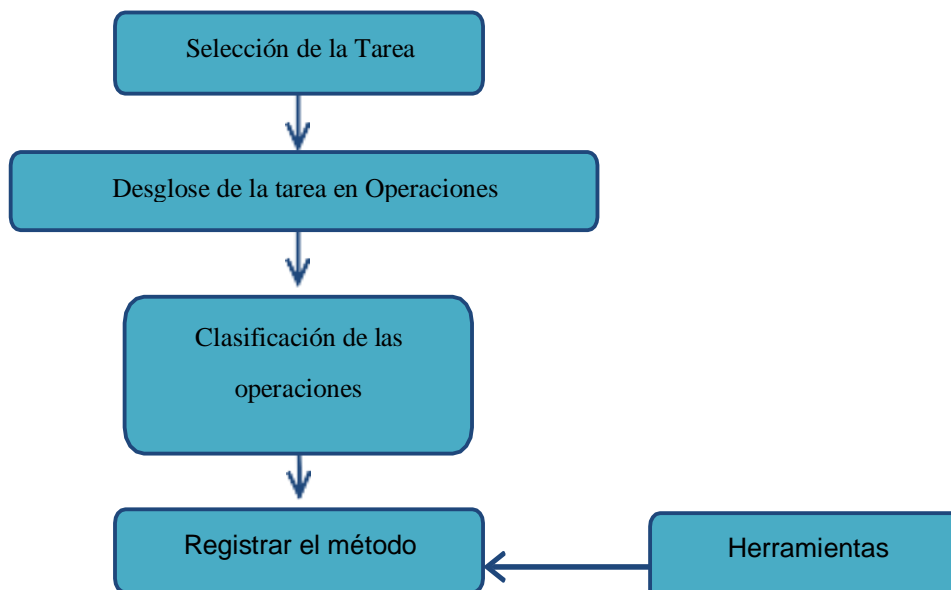 Selección de la Tarea
Desglose de la tarea en Operaciones
Clasificación de las
operaciones
Registrar el método
Herramientas